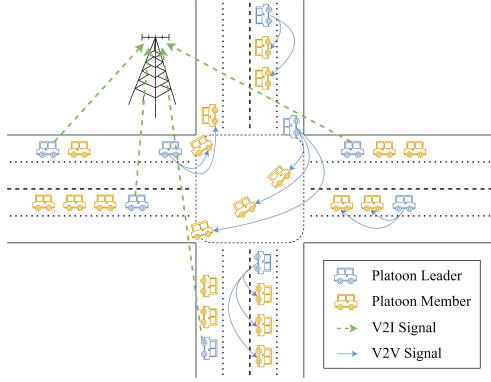 Platoon Leader
Platoon Member
V2I Signal
V2V Signal